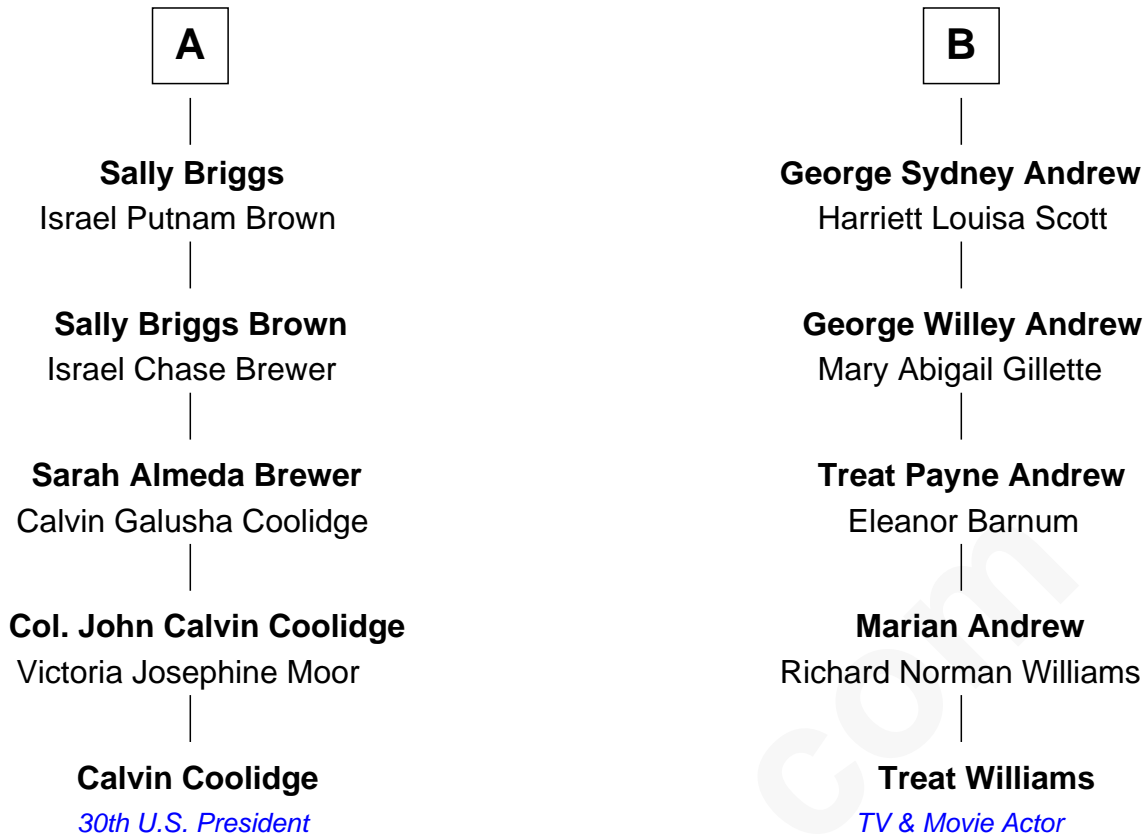 A
Sally Briggs
Israel Putnam Brown
Sally Briggs Brown
Israel Chase Brewer
Sarah Almeda Brewer
Calvin Galusha Coolidge
Col. John Calvin Coolidge
Victoria Josephine Moor
Calvin Coolidge
30th U.S. President
B
George Sydney Andrew
Harriett Louisa Scott
George Willey Andrew
Mary Abigail Gillette
Treat Payne Andrew
Eleanor Barnum
Marian Andrew
Richard Norman Williams
Treat Williams
TV & Movie Actor
com